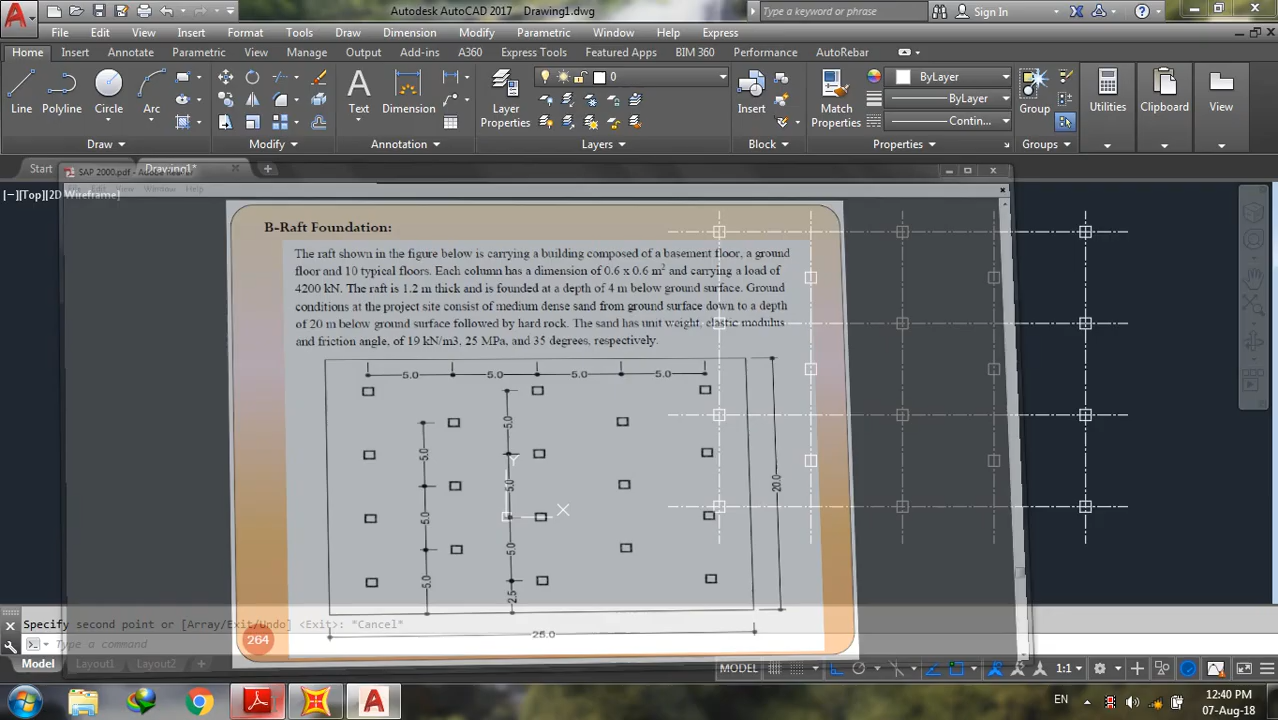 Autodesk AutoCAD 2017 Drawing1.dwg
Type a keyword or phrase
Sign In
File Edit View Insert Format Tools Draw Dimension Modify Parametric Window Help Express
Home Insert Annotate Parametric View Manage Output Add-ins A360 Express Tools Featured Apps BIM 360 Performance AutoRebar
Line Polyline Circle Arc
Text Dimension
Layer Properties
0
Insert
Match Properties
ByLayer
ByLayer
Contin...
Group
Utilities
Clipboard
View
Draw Modify Annotation Layers Block Properties Groups
Start Drawing1*
SAP 2000.pdf - Adobe
[−][Top][2D Wireframe]
Edit View Window Help
B-Raft Foundation:
The raft shown in the figure below is carrying a building composed of a basement floor, a ground
floor and 10 typical floors. Each column has a dimension of 0.6 x 0.6 m² and carrying a load of
4200 kN. The raft is 1.2 m thick and is founded at a depth of 4 m below ground surface. Ground
conditions at the project site consist of medium dense sand from ground surface down to a depth
of 20 m below ground surface followed by hard rock. The sand has unit weight, elastic modulus
and friction angle, of 19 kN/m3, 25 MPa, and 35 degrees, respectively.
5.0 5.0 5.0 5.0
5.0
5.0
Y
5.0
20.0
X
5.0
5.0
5.0
2.5
25.0
264
Specify second point or [Array/Exit/Undo] <Exit>: *Cancel*
Type a command
Model Layout1 Layout2 +
MODEL
1:1
EN
12:40 PM
07-Aug-18